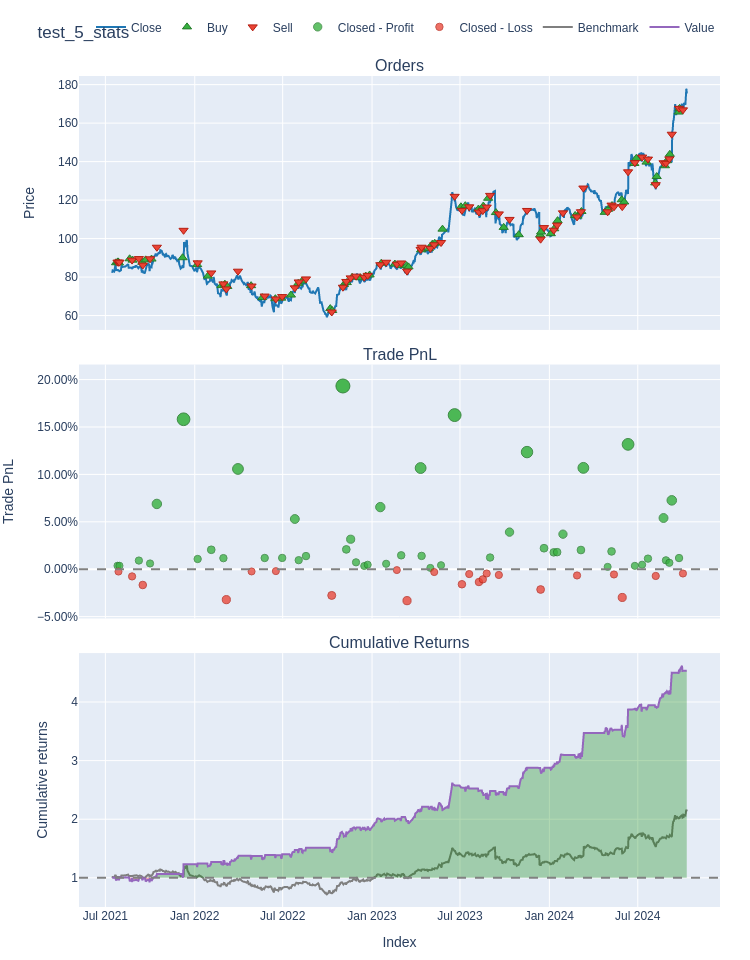 test_5_stats
Close Buy Sell Closed - Profit Closed - Loss Benchmark Value
Orders
180
160
140
120
100
80
60
Price
Trade PnL
20.00%
15.00%
10.00%
5.00%
0.00%
−5.00%
Trade PnL
Cumulative Returns
4
3
2
1
Cumulative returns
Jul 2021 Jan 2022 Jul 2022 Jan 2023 Jul 2023 Jan 2024 Jul 2024
Index